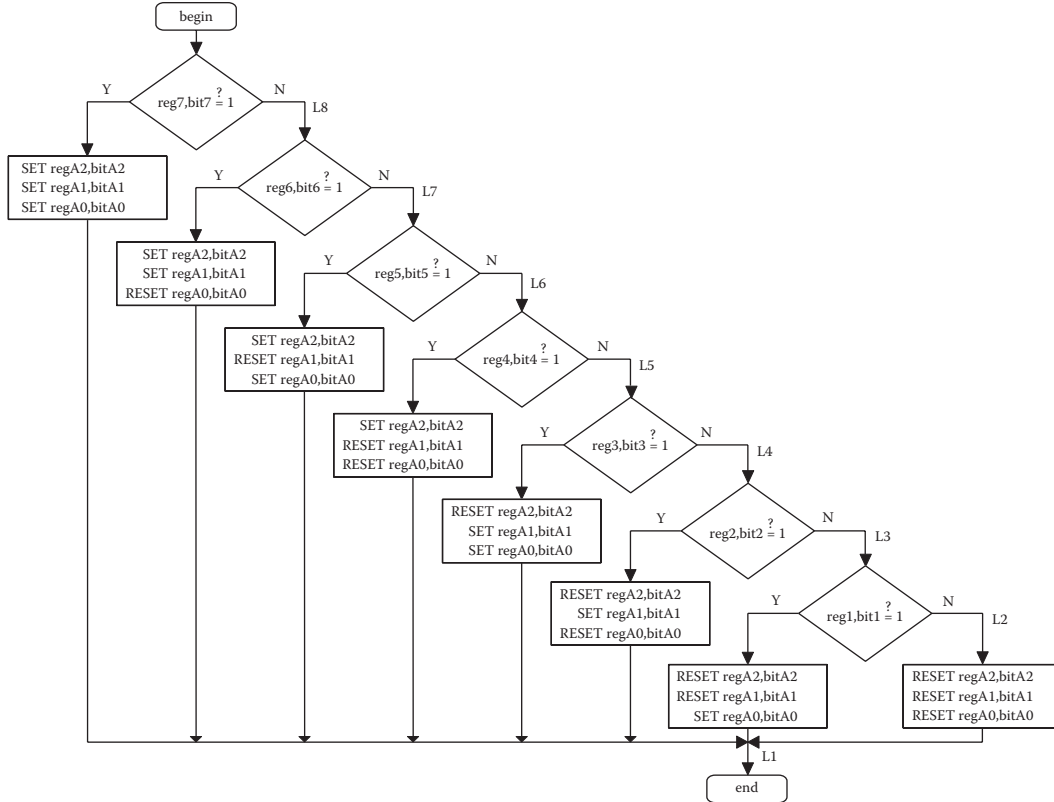 begin
Y
reg7,bit7 ?= 1
N
L8
SET regA2,bitA2
SET regA1,bitA1
SET regA0,bitA0
Y
reg6,bit6 ?= 1
N
L7
SET regA2,bitA2
SET regA1,bitA1
RESET regA0,bitA0
Y
reg5,bit5 ?= 1
N
L6
SET regA2,bitA2
RESET regA1,bitA1
SET regA0,bitA0
Y
reg4,bit4 ?= 1
N
L5
SET regA2,bitA2
RESET regA1,bitA1
RESET regA0,bitA0
Y
reg3,bit3 ?= 1
N
L4
RESET regA2,bitA2
SET regA1,bitA1
SET regA0,bitA0
Y
reg2,bit2 ?= 1
N
L3
RESET regA2,bitA2
SET regA1,bitA1
RESET regA0,bitA0
Y
reg1,bit1 ?= 1
N
L2
RESET regA2,bitA2
RESET regA1,bitA1
SET regA0,bitA0
RESET regA2,bitA2
RESET regA1,bitA1
RESET regA0,bitA0
L1
end